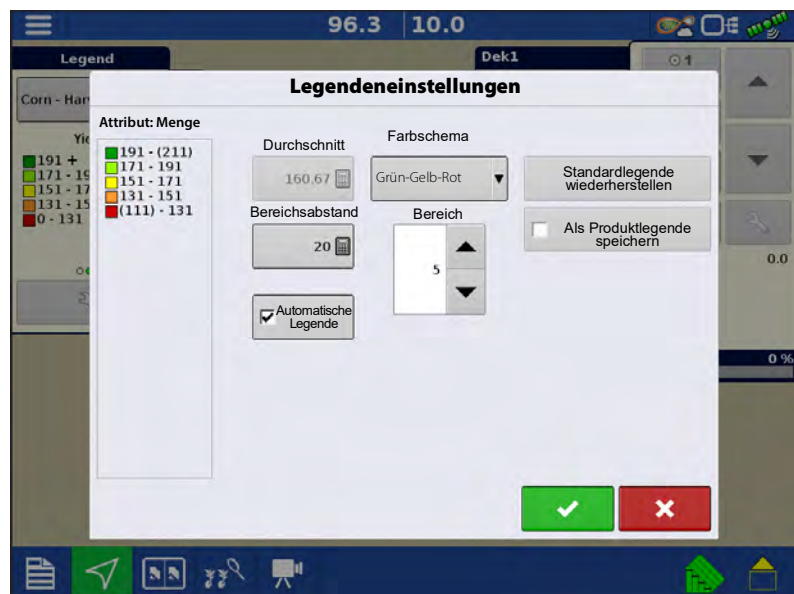 96.3 10.0
Legend
Dek1
1
Corn - Har
Yie
191 +
171 - 19
151 - 17
131 - 15
0 - 131
Legendeneinstellungen
Attribut: Menge
191 - (211)
171 - 191
151 - 171
131 - 151
(111) - 131
Durchschnitt
160,67
Bereichsabstand
20
Automatische
Legende
Farbschema
Grün-Gelb-Rot
Bereich
5
Standardlegende
wiederherstellen
Als Produktlegende
speichern
0.0
0 %